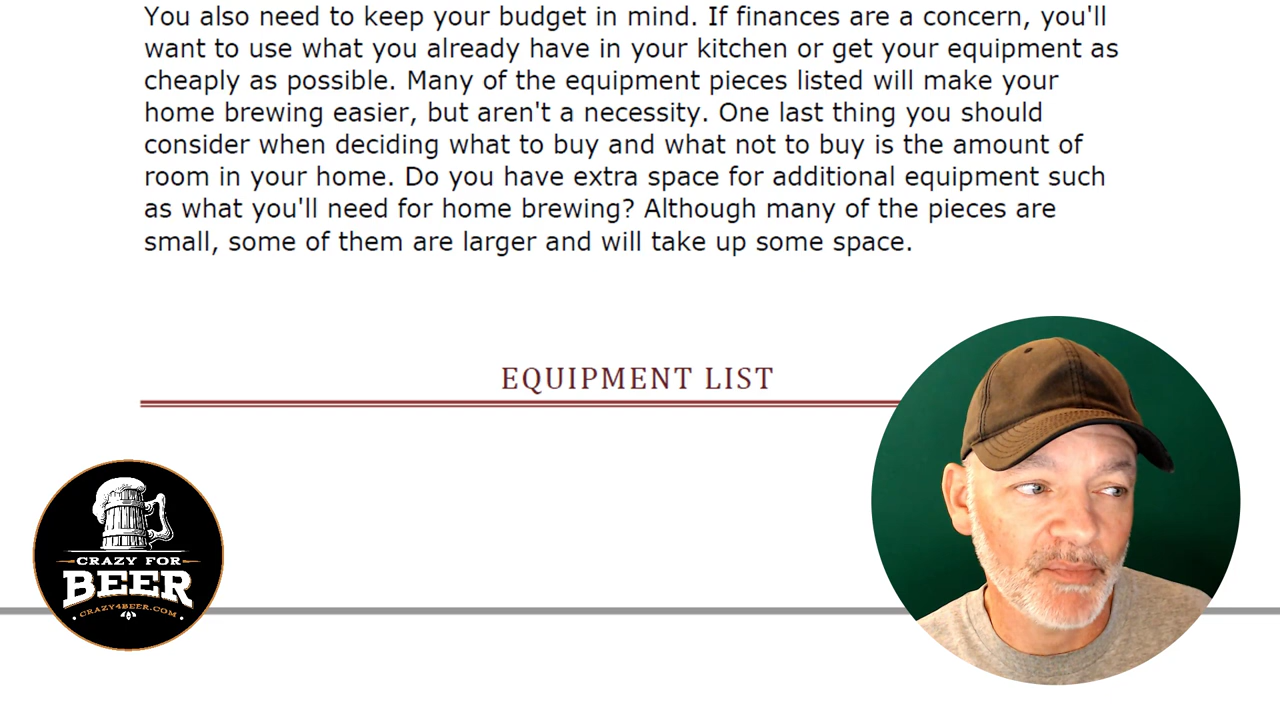 You also need to keep your budget in mind. If finances are a concern, you'll
want to use what you already have in your kitchen or get your equipment as
cheaply as possible. Many of the equipment pieces listed will make your
home brewing easier, but aren't a necessity. One last thing you should
consider when deciding what to buy and what not to buy is the amount of
room in your home. Do you have extra space for additional equipment such
as what you'll need for home brewing? Although many of the pieces are
small, some of them are larger and will take up some space.
EQUIPMENT LIST
CRAZY FOR
BEER
CRAZY4BEER.COM